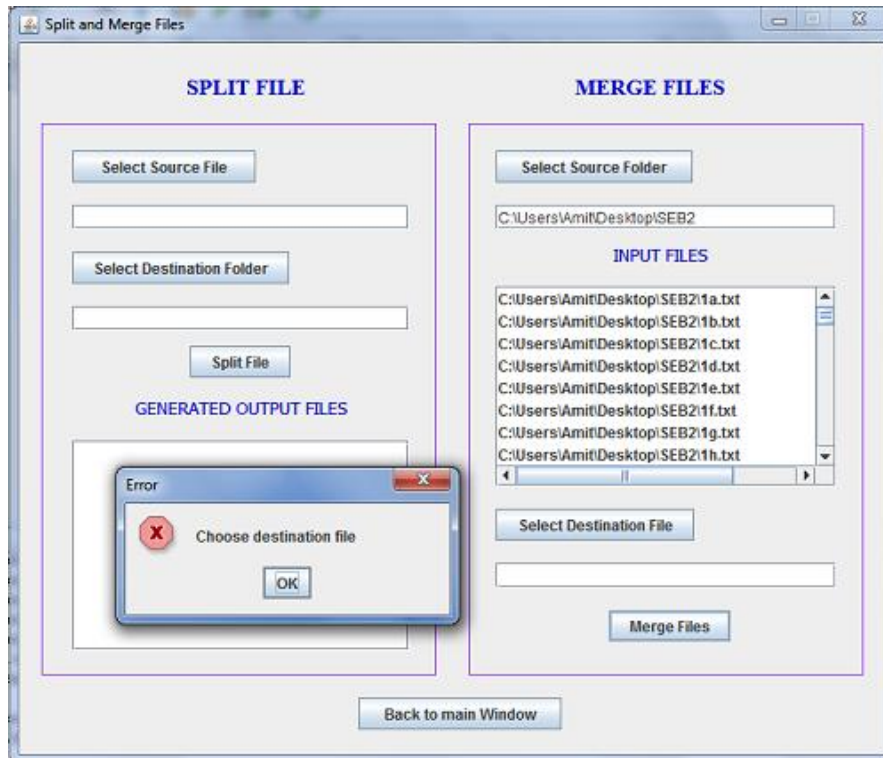 Split and Merge Files
SPLIT FILE
Select Source File
Select Destination Folder
Split File
GENERATED OUTPUT FILES
Error
Choose destination file
OK
MERGE FILES
Select Source Folder
C:\Users\Amit\Desktop\SEB2
INPUT FILES
C:\Users\Amit\Desktop\SEB2\1a.txt
C:\Users\Amit\Desktop\SEB2\1b.txt
C:\Users\Amit\Desktop\SEB2\1c.txt
C:\Users\Amit\Desktop\SEB2\1d.txt
C:\Users\Amit\Desktop\SEB2\1e.txt
C:\Users\Amit\Desktop\SEB2\1f.txt
C:\Users\Amit\Desktop\SEB2\1g.txt
C:\Users\Amit\Desktop\SEB2\1h.txt
Select Destination File
Merge Files
Back to main Window